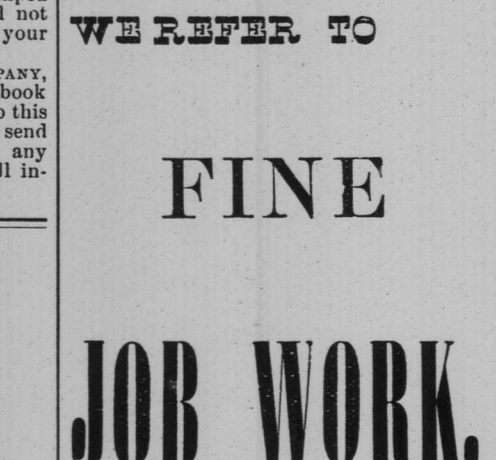 not
your
PANY,
book
this
send
any
in-
WE REFER TO
FINE
JOB WORK.